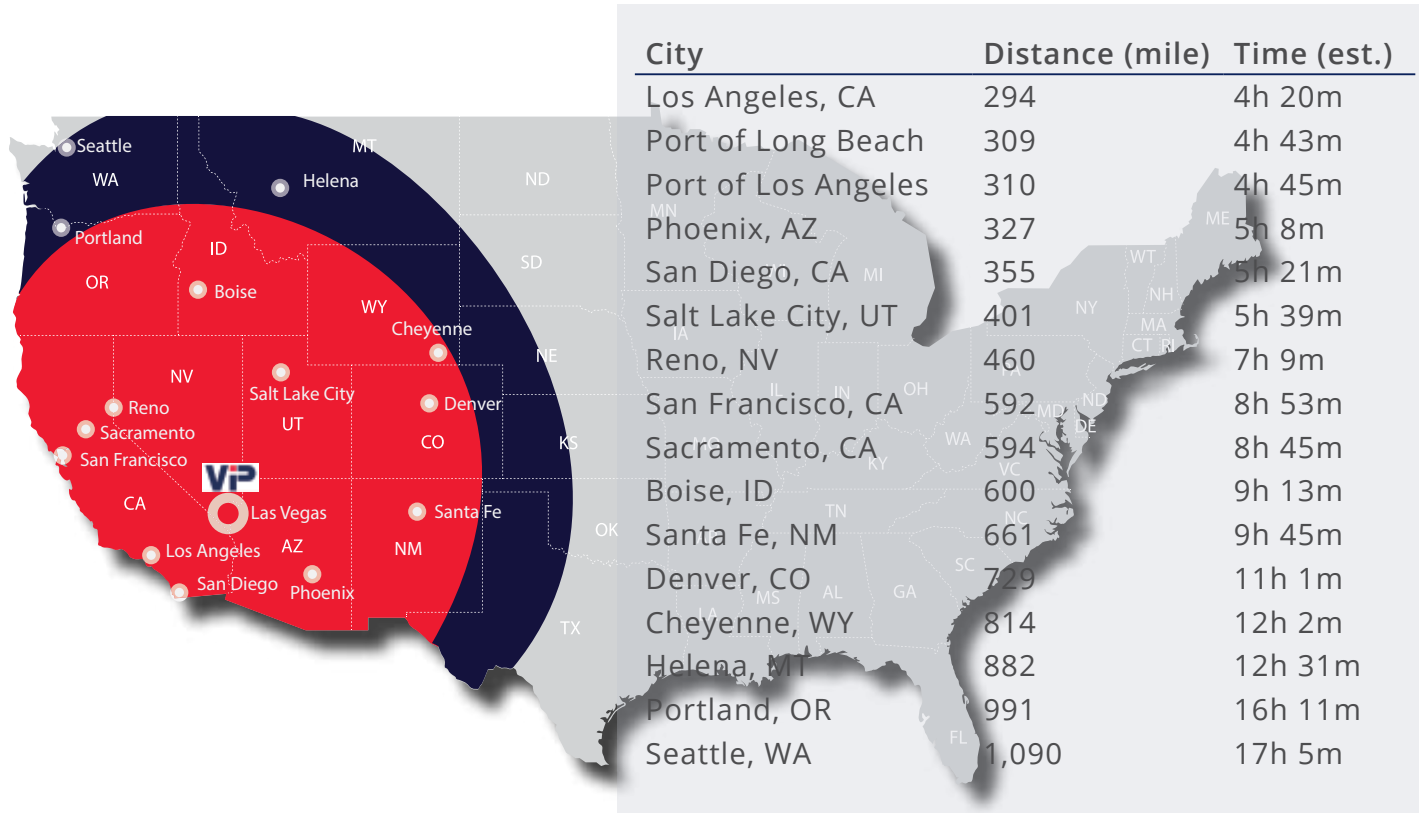 City Distance (mile) Time (est.)
Los Angeles, CA 294 4h 20m
Port of Long Beach 309 4h 43m
Port of Los Angeles 310 4h 45m
Phoenix, AZ 327 5h 8m
San Diego, CA 355 5h 21m
Salt Lake City, UT 401 5h 39m
Reno, NV 460 7h 9m
San Francisco, CA 592 8h 53m
Sacramento, CA 594 8h 45m
Boise, ID 600 9h 13m
Santa Fe, NM 661 9h 45m
Denver, CO 729 11h 1m
Cheyenne, WY 814 12h 2m
Helena, MT 882 12h 31m
Portland, OR 991 16h 11m
Seattle, WA 1,090 17h 5m
Seattle
MT
WA
Helena
ND
Portland
ID
OR
SD
Boise
WY
Cheyenne
NE
NV
Salt Lake City
Reno
Denver
UT
Sacramento
CO
KS
San Francisco
ViP
CA
Las Vegas
Santa Fe
OK
AZ
NM
Los Angeles
San Diego
Phoenix
TX
MN
ME
WT
MI
NH
NY
IA
MA
CT RI
PA
IL
IN
OH
MD
ND
DE
MO
WA
KY
VC
TN
NC
SC
MS
AL
GA
LA
FL